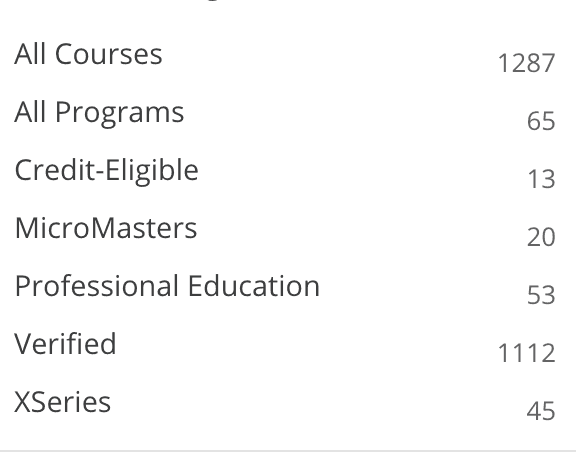 All Courses 1287
All Programs 65
Credit-Eligible 13
MicroMasters 20
Professional Education 53
Verified 1112
XSeries 45